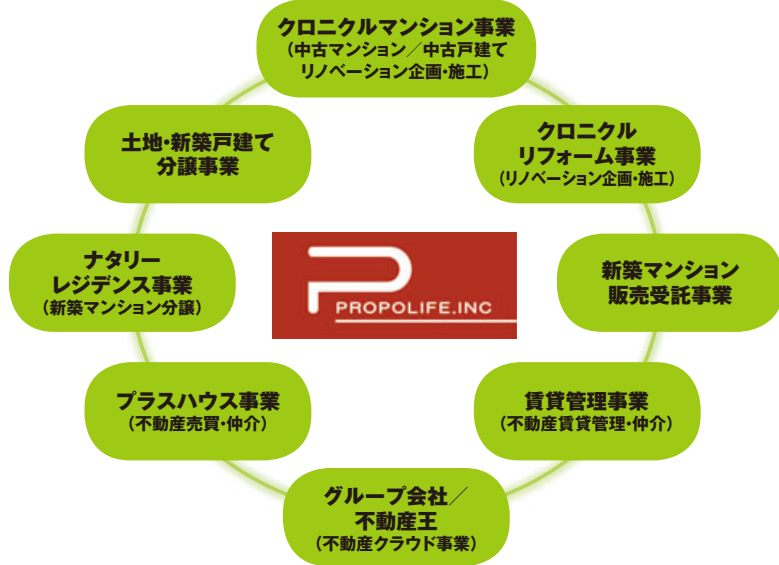 クロニクルマンション事業
(中古マンション／中古戸建て
リノベーション企画・施工)
土地・新築戸建て
分譲事業
クロニクル
リフォーム事業
(リノベーション企画・施工)
ナタリー
レジデンス事業
(新築マンション分譲)
PROPOLIFE.INC
新築マンション
販売受託事業
プラスハウス事業
(不動産売買・仲介)
賃貸管理事業
(不動産賃貸管理・仲介)
グループ会社／
不動産王
(不動産クラウド事業)